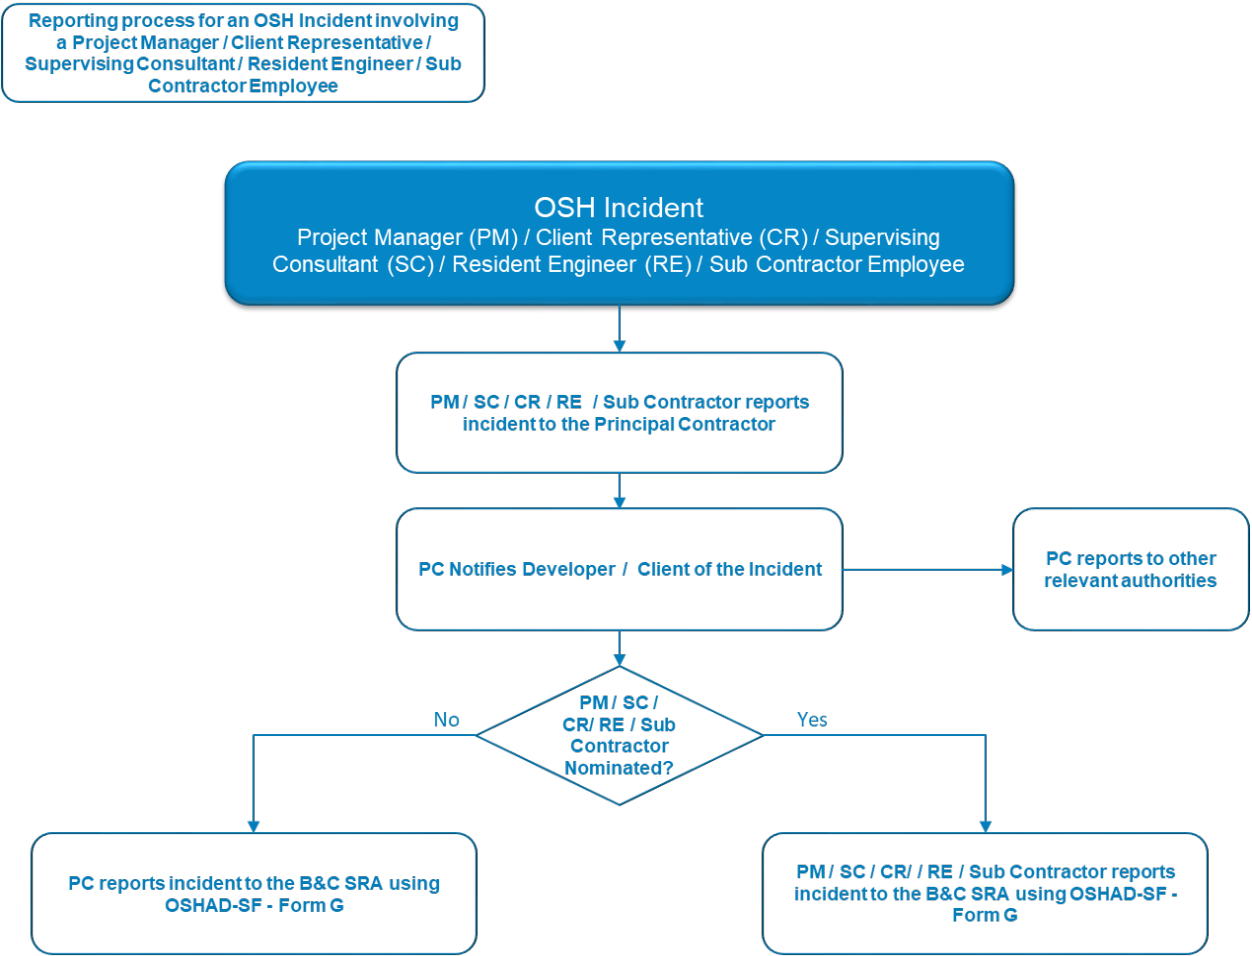 Reporting process for an OSH Incident involving
a Project Manager / Client Representative /
Supervising Consultant / Resident Engineer / Sub
Contractor Employee
OSH Incident
Project Manager (PM) / Client Representative (CR) / Supervising
Consultant (SC) / Resident Engineer (RE) / Sub Contractor Employee
PM / SC / CR / RE / Sub Contractor reports
incident to the Principal Contractor
PC Notifies Developer / Client of the Incident
PC reports to other
relevant authorities
PM / SC /
CR/ RE / Sub
Contractor
Nominated?
No
Yes
PC reports incident to the B&C SRA using
OSHAD-SF - Form G
PM / SC / CR/ / RE / Sub Contractor reports
incident to the B&C SRA using OSHAD-SF -
Form G